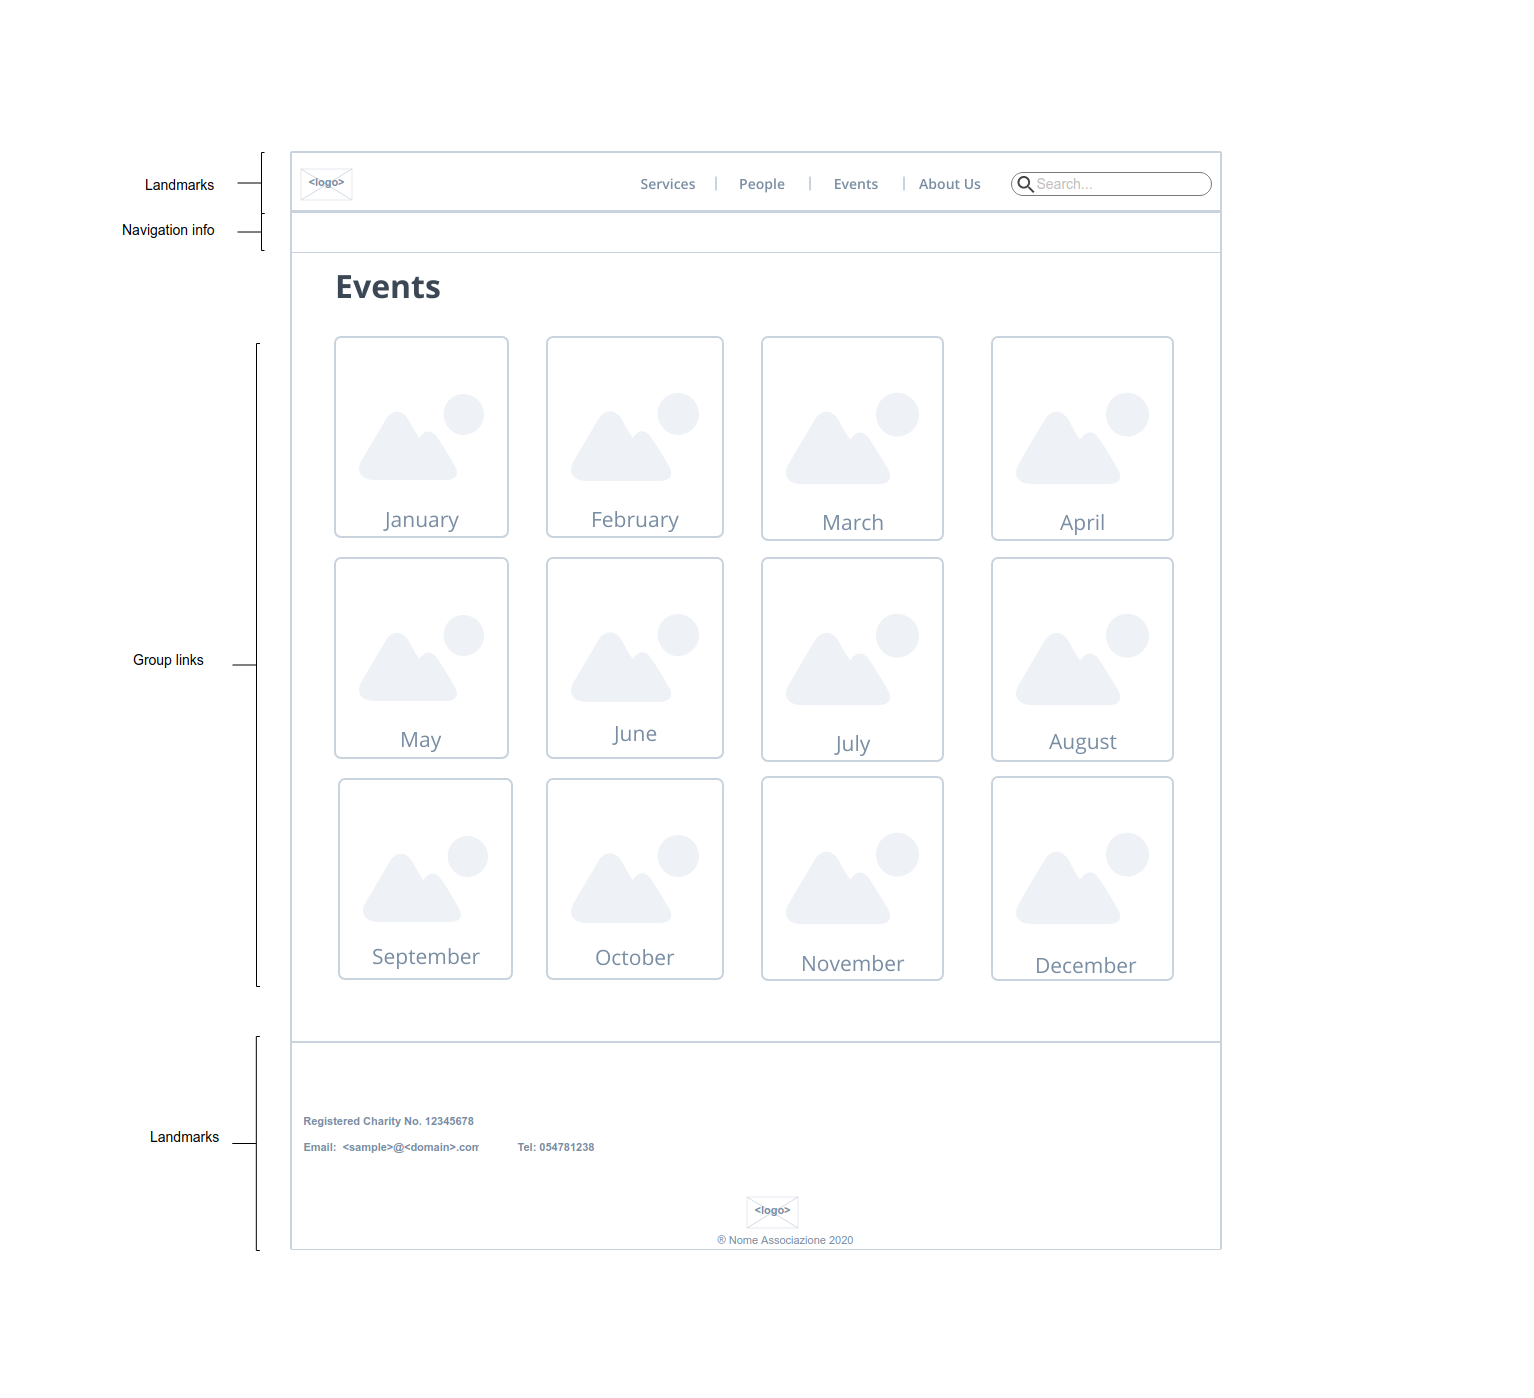 Landmarks
<logo>
Services
People
Events
About Us
Search...
Navigation info
Events
January
February
March
April
Group links
May
June
July
August
September
October
November
December
Landmarks
Registered Charity No. 12345678
Email: <sample>@<domain>.com
Tel: 054781238
<logo>
® Nome Associazione 2020